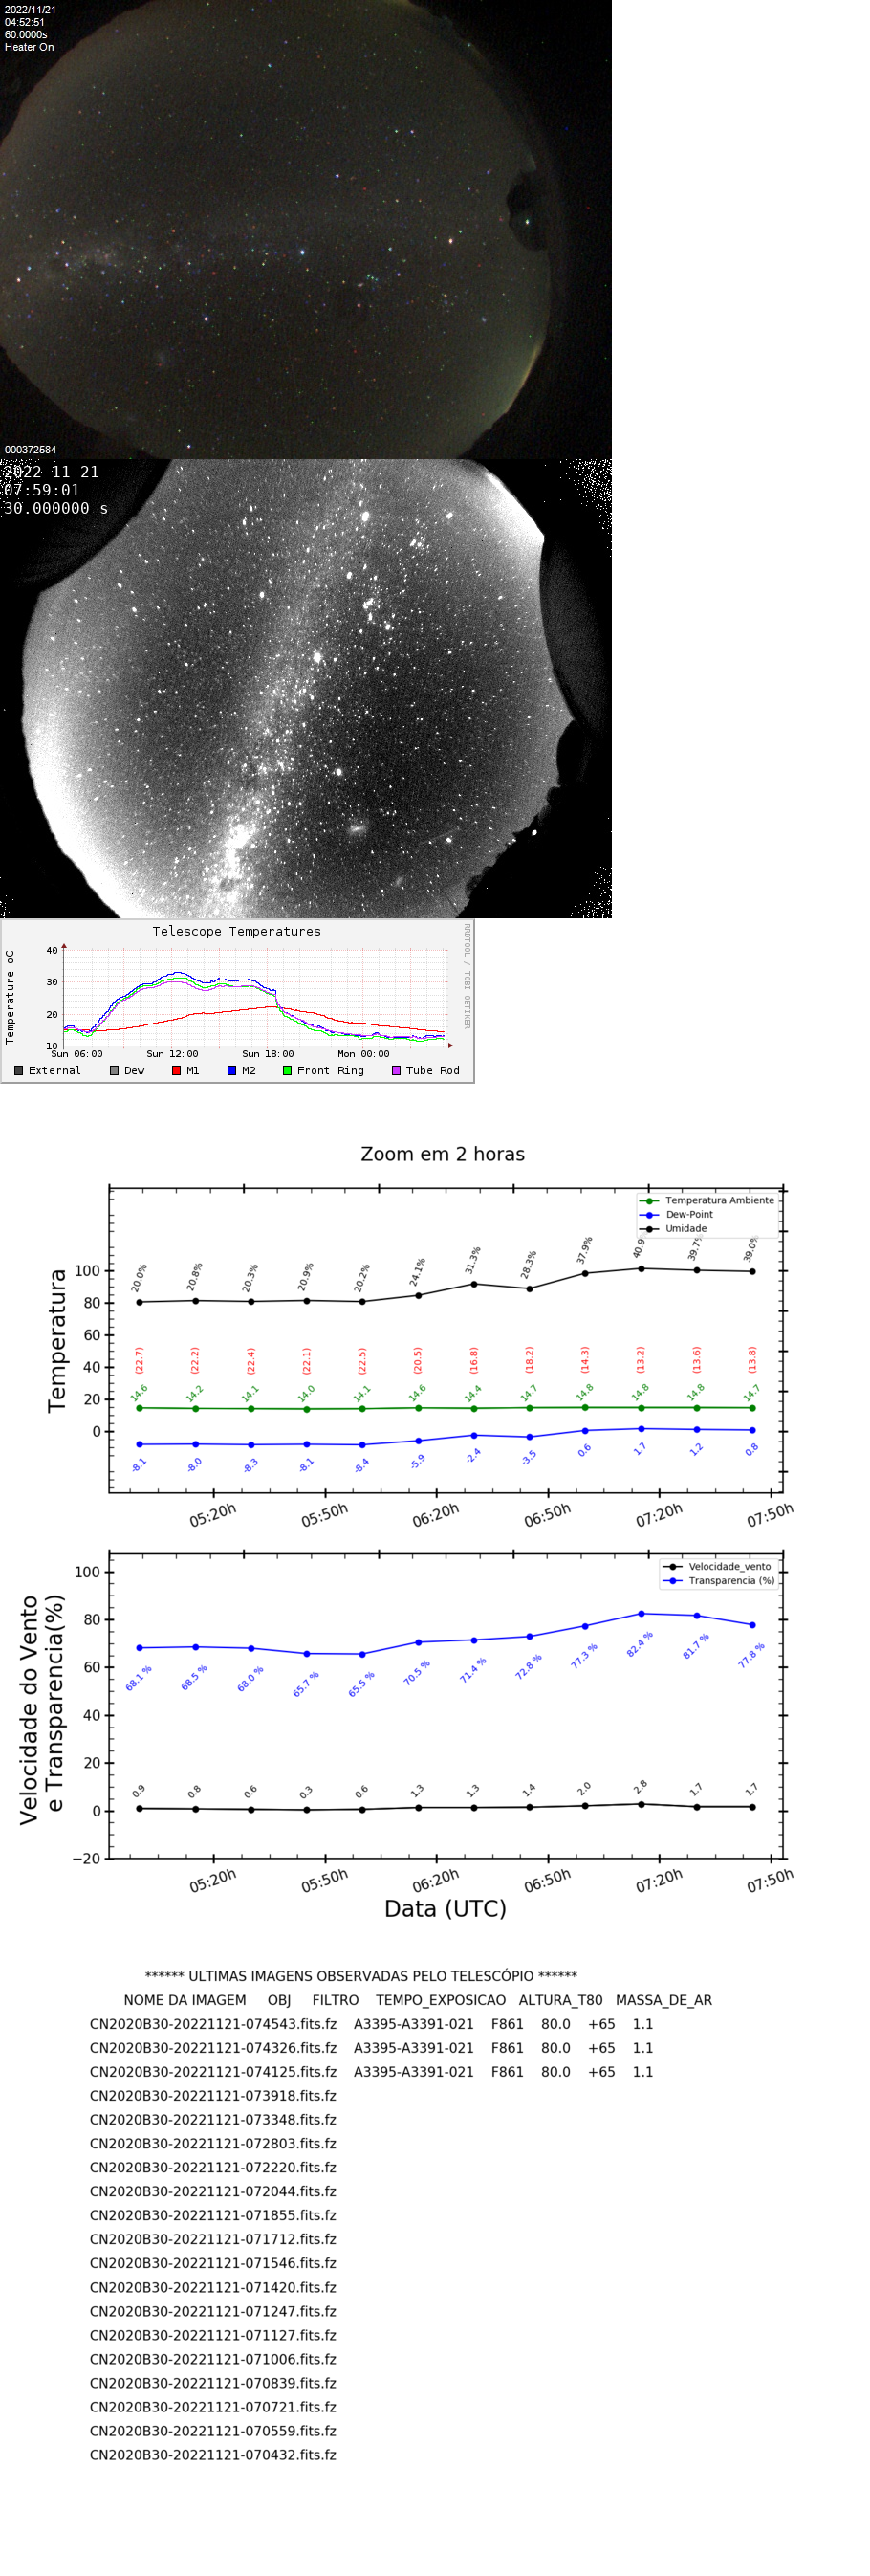 2022/11/21
04:52:51
60.0000s
Heater On
000372584
2022-11-21
07:59:01
30.000000 s
Telescope Temperatures
RRDTOOL / TOBI OETIKER
Temperature oC
40
30
20
10
Sun 06:00 Sun 12:00 Sun 18:00 Mon 00:00
External Dew M1 M2 Front Ring Tube Rod
Zoom em 2 horas
Temperatura Ambiente
Dew-Point
Umidade
Temperatura
100
80
60
40
20
0
20.0% 20.8% 20.3% 20.9% 20.2% 24.1% 31.3% 28.3% 37.9% 40.9 39.7% 39.0%
(22.7) (22.2) (22.4) (22.1) (22.5) (20.5) (16.8) (18.2) (14.3) (13.2) (13.6) (13.8)
14.6 14.2 14.1 14.0 14.1 14.6 14.4 14.7 14.8 14.8 14.8 14.7
-8.1 -8.0 -8.3 -8.1 -8.4 -5.9 -2.4 -3.5 0.6 1.7 1.2 0.8
05:20h 05:50h 06:20h 06:50h 07:20h 07:50h
Velocidade_vento
Transparencia (%)
Velocidade do Vento
e Transparencia(%)
100
80
60
40
20
0
−20
68.1 % 68.5 % 68.0 % 65.7 % 65.5 % 70.5 % 71.4 % 72.8 % 77.3 % 82.4 % 81.7 % 77.8 %
0.9 0.8 0.6 0.3 0.6 1.3 1.3 1.4 2.0 2.8 1.7 1.7
05:20h 05:50h 06:20h 06:50h 07:20h 07:50h
Data (UTC)
****** ULTIMAS IMAGENS OBSERVADAS PELO TELESCÓPIO ******
NOME DA IMAGEM OBJ FILTRO TEMPO_EXPOSICAO ALTURA_T80 MASSA_DE_AR
CN2020B30-20221121-074543.fits.fz A3395-A3391-021 F861 80.0 +65 1.1
CN2020B30-20221121-074326.fits.fz A3395-A3391-021 F861 80.0 +65 1.1
CN2020B30-20221121-074125.fits.fz A3395-A3391-021 F861 80.0 +65 1.1
CN2020B30-20221121-073918.fits.fz
CN2020B30-20221121-073348.fits.fz
CN2020B30-20221121-072803.fits.fz
CN2020B30-20221121-072220.fits.fz
CN2020B30-20221121-072044.fits.fz
CN2020B30-20221121-071855.fits.fz
CN2020B30-20221121-071712.fits.fz
CN2020B30-20221121-071546.fits.fz
CN2020B30-20221121-071420.fits.fz
CN2020B30-20221121-071247.fits.fz
CN2020B30-20221121-071127.fits.fz
CN2020B30-20221121-071006.fits.fz
CN2020B30-20221121-070839.fits.fz
CN2020B30-20221121-070721.fits.fz
CN2020B30-20221121-070559.fits.fz
CN2020B30-20221121-070432.fits.fz